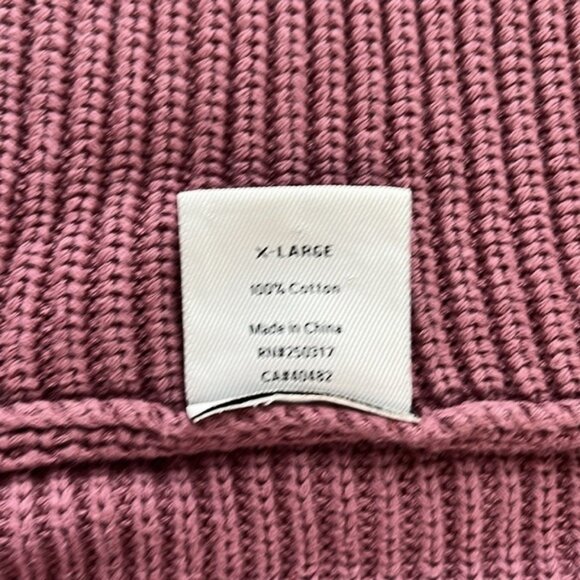 X-LARGE
100% Cotton
Made in China
RN#250317
CA#40482